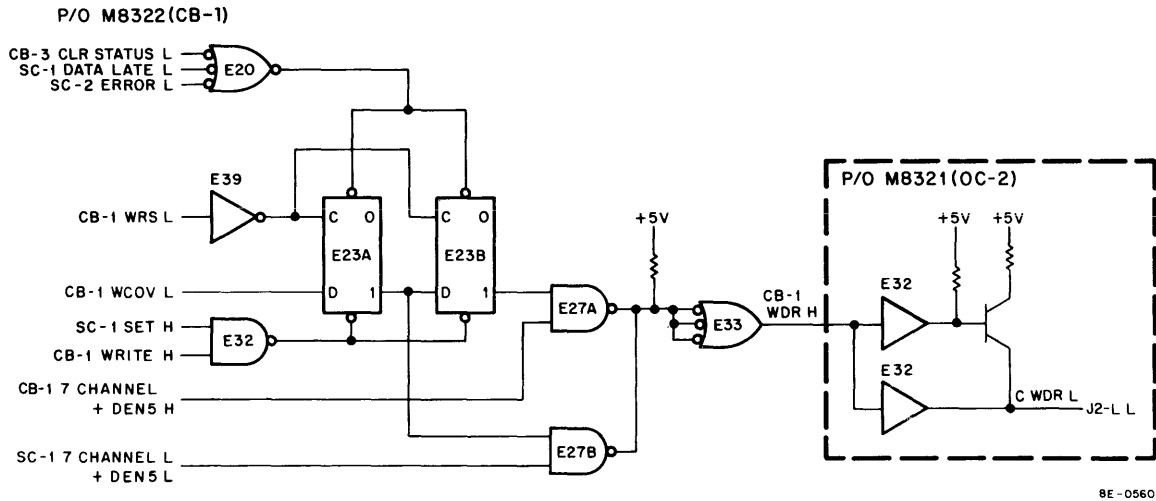 P/O M8322(CB-1)
CB-3 CLR STATUS L
SC-1 DATA LATE L
SC-2 ERROR L
E20
E39
CB-1 WRS L
C O
E23A
D 1
C O
E23B
D 1
CB-1 WCOV L
SC-1 SET H
CB-1 WRITE H
E32
CB-1 7 CHANNEL
+ DEN5 H
SC-1 7 CHANNEL L
+ DEN5 L
E27A
E27B
+5V
E33
CB-1
WDR H
P/O M8321(OC-2)
+5V
+5V
E32
E32
C WDR L
J2-L L
8E-0560